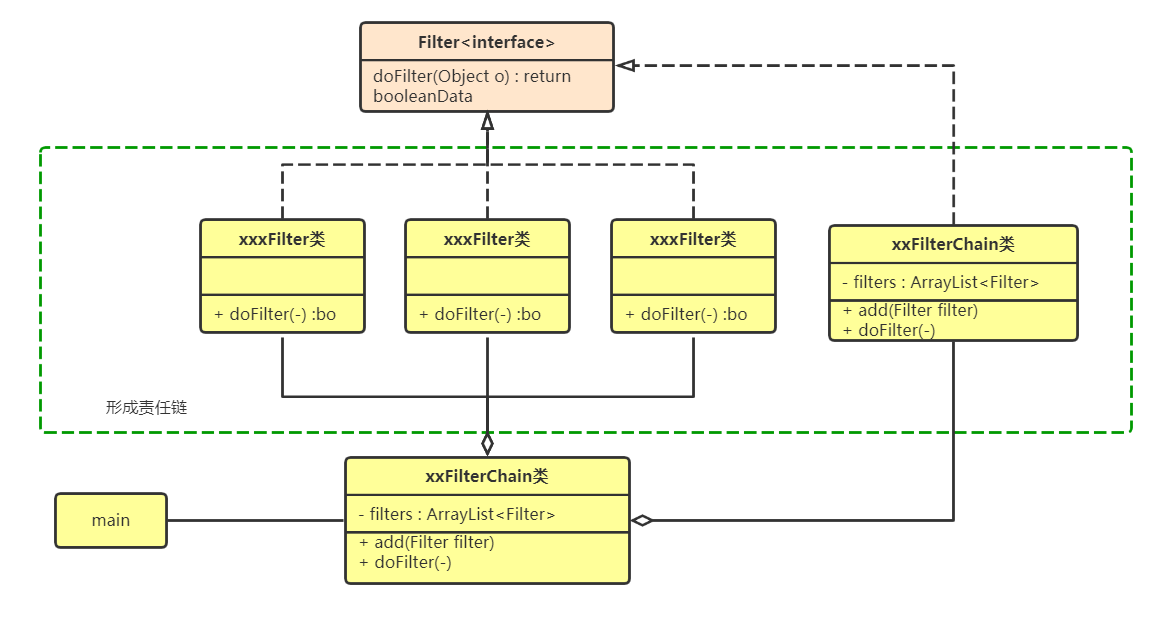 Filter<interface>
doFilter(Object o) : return
booleanData
xxxFilter类
+ doFilter(-) :bo
xxxFilter类
+ doFilter(-) :bo
xxxFilter类
+ doFilter(-) :bo
xxFilterChain类
- filters : ArrayList<Filter>
+ add(Filter filter)
+ doFilter(-)
形成责任链
main
xxFilterChain类
- filters : ArrayList<Filter>
+ add(Filter filter)
+ doFilter(-)